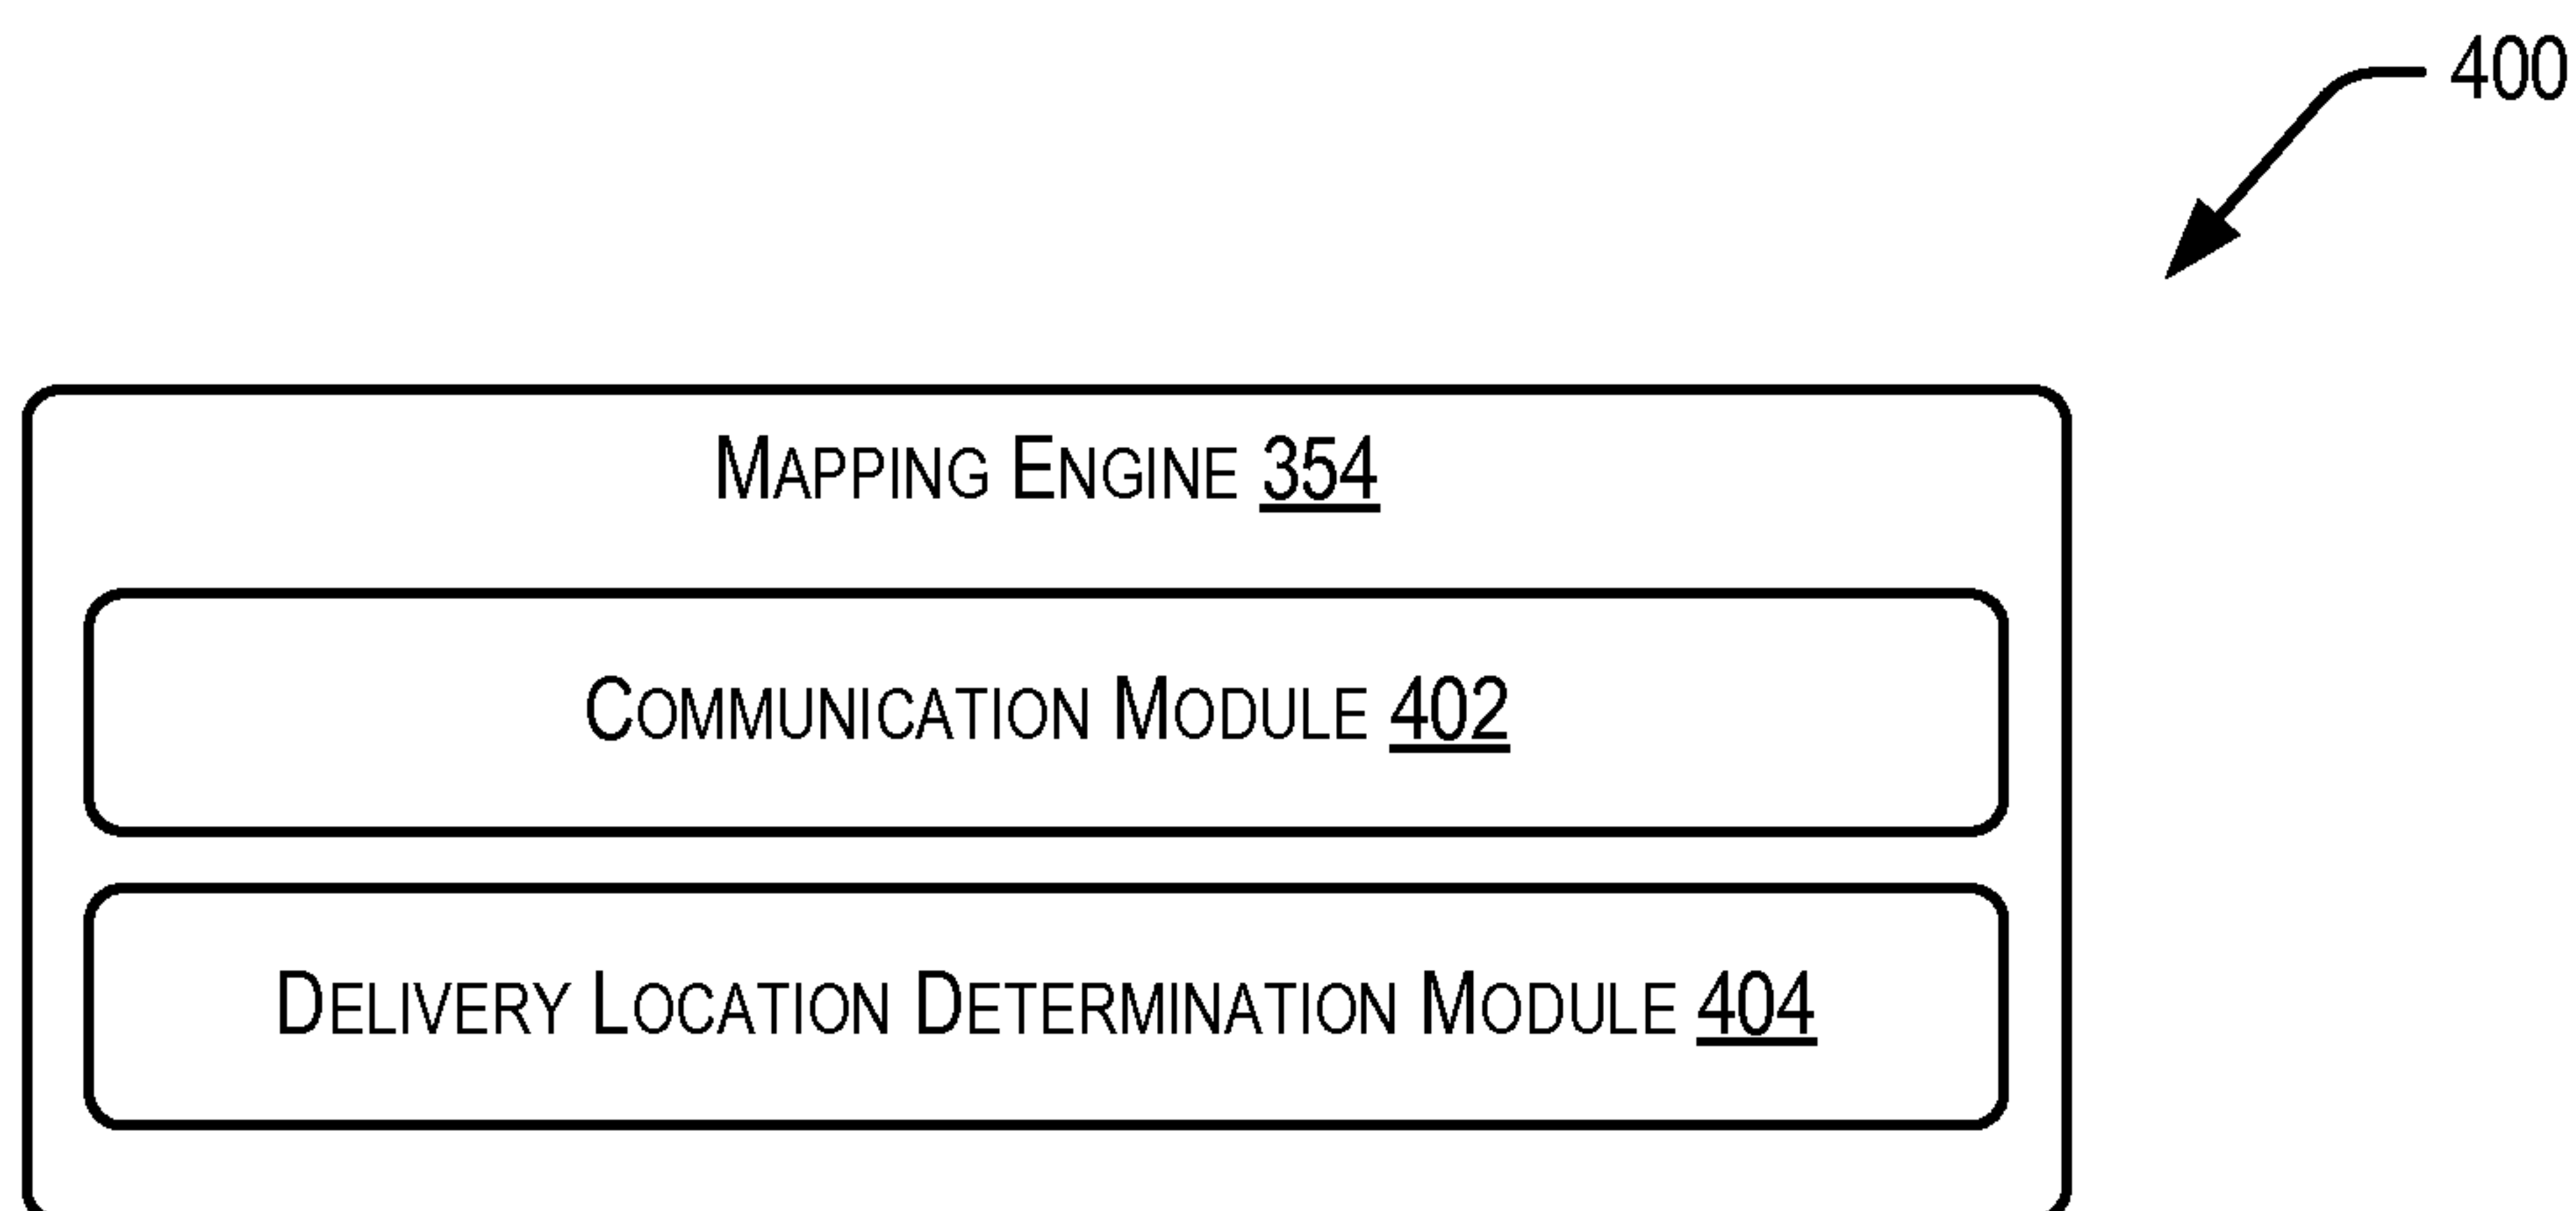 400
Mapping Engine 354
Communication Module 402
Delivery Location Determination Module 404